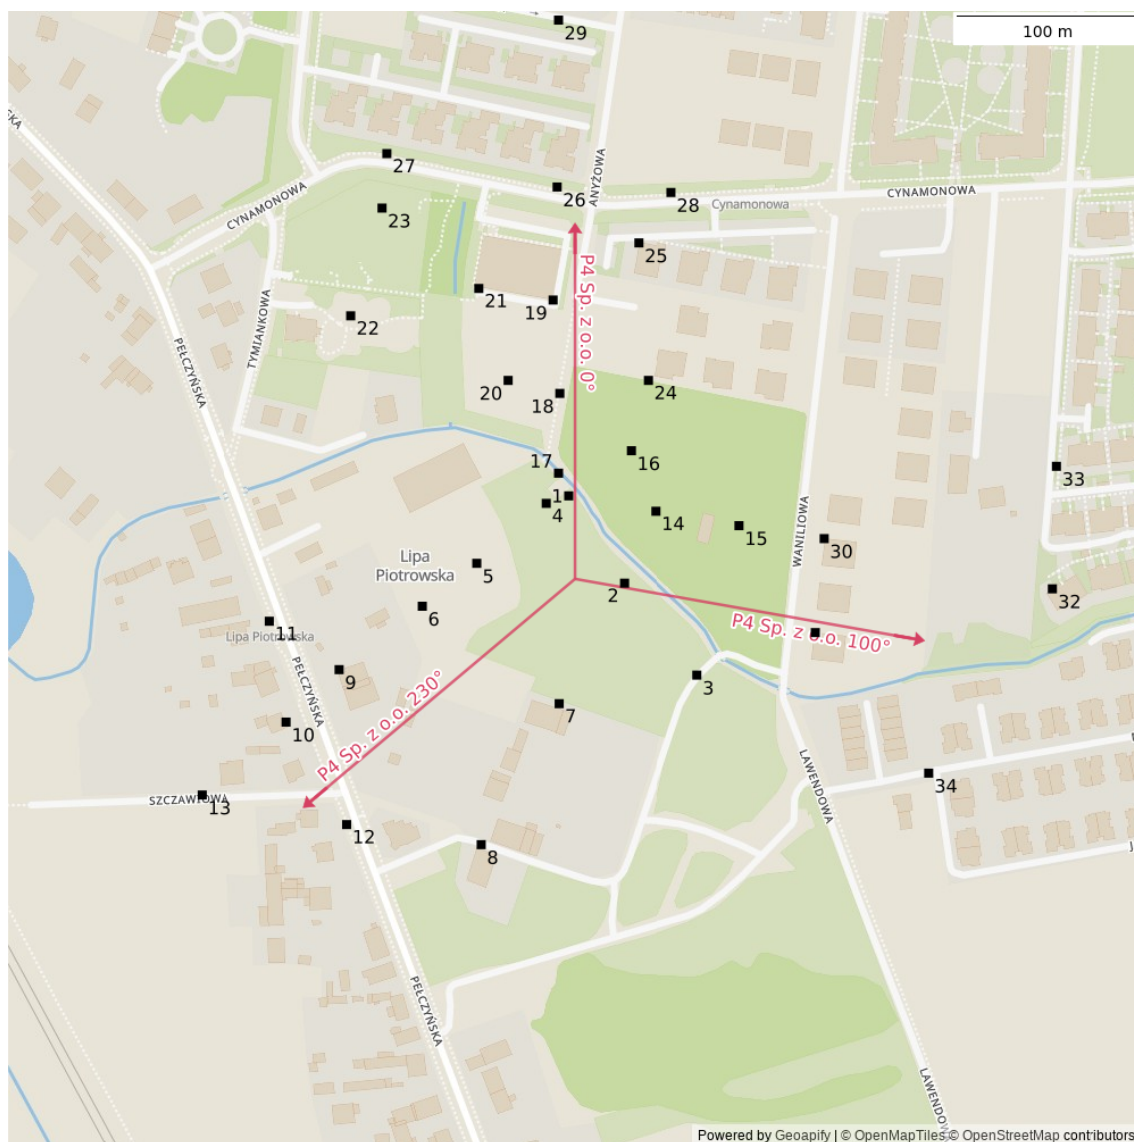 29
100 m
CKA
27
ANYŻOWA
26
28
CYNAMONOWA
CYNAMONOWA
Cynamonowa
23
25
P4 Sp. z o.o. 0°
21
19
TYMIANKOWA
22
PEŁCZYŃSKA
20
18
24
16
17
33
1
4
14
15
WANILIOWA
30
Lipa
Piotrowska
5
2
32
6
11
Lipa Piotrowska
P4 Sp. z o.o. 100°
PEŁCZYŃSKA
9
3
P4 Sp. z o.o. 230°
7
10
LAWENDOWA
34
13
SZCZAWIOWA
12
8
J
PEŁCZYŃSKA
LAWENDOWA
Powered by Geoapify | © OpenMapTiles © OpenStreetMap contributors